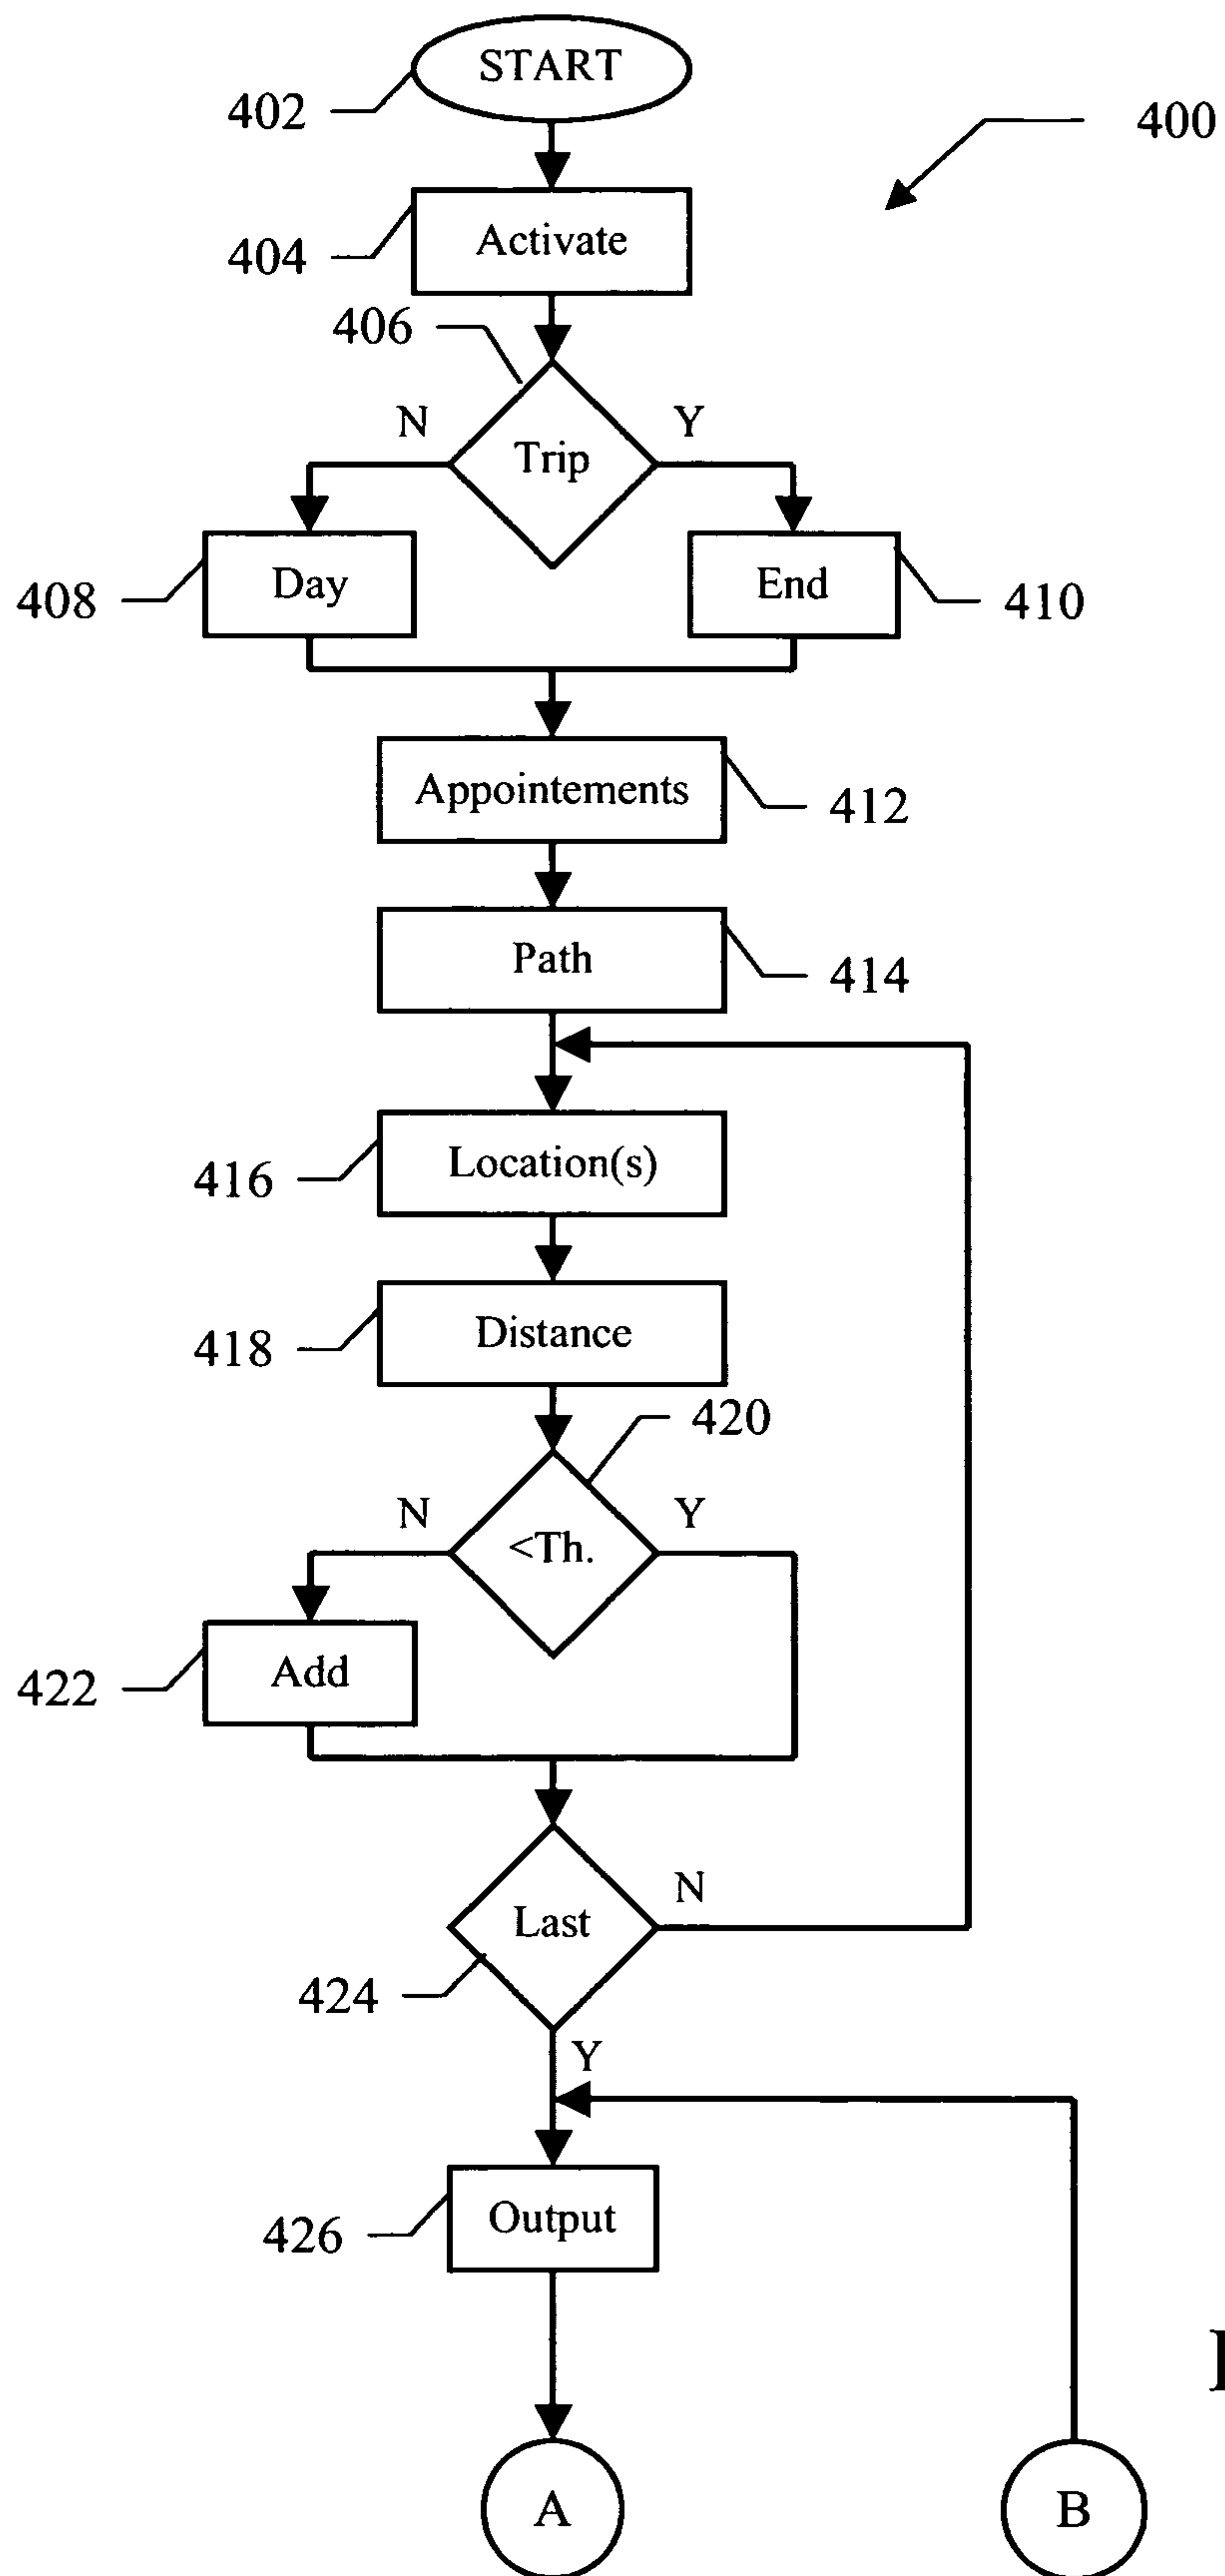 START
402
400
Activate
404
406
N
Y
Trip
Day
End
408
410
Appointements
412
Path
414
Location(s)
416
Distance
418
420
N
Y
<Th.
Add
422
N
Last
424
Y
Output
426
A
B